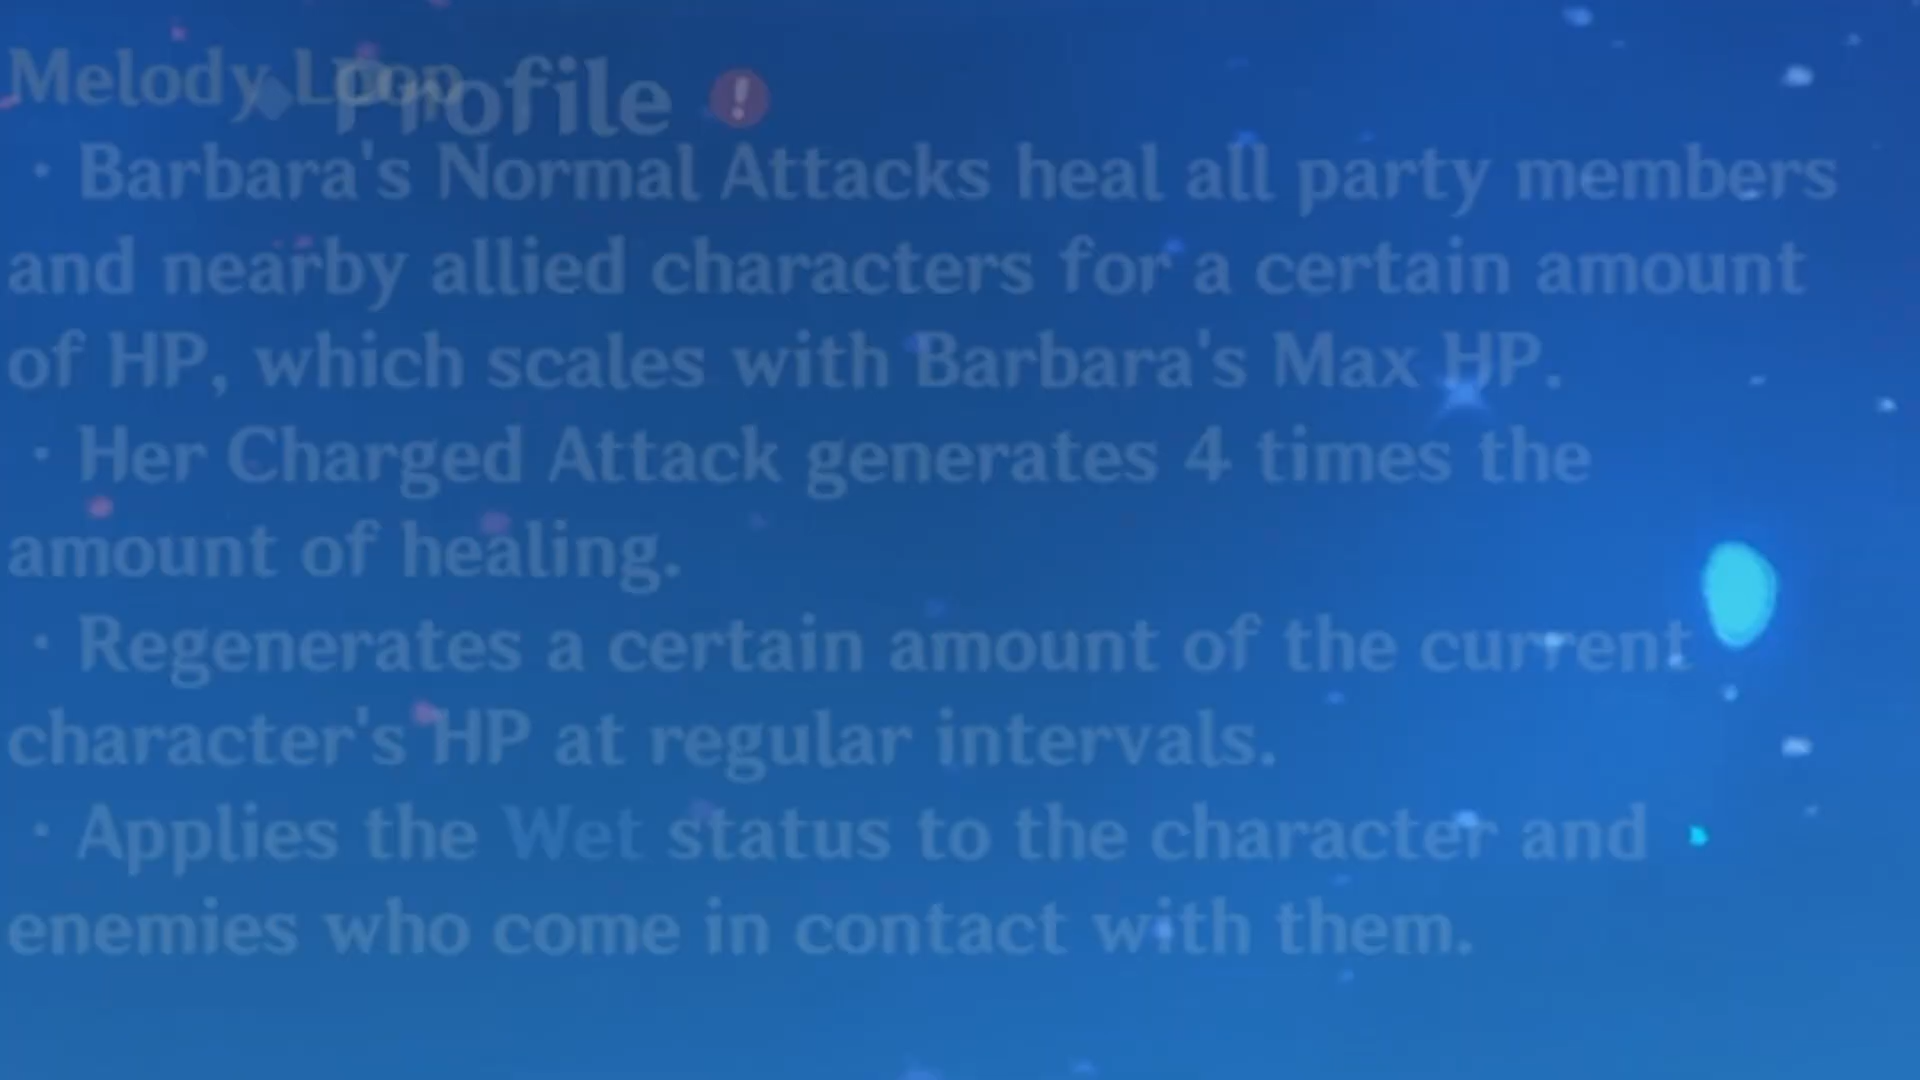 Melody Loop
Profile
· Barbara's Normal Attacks heal all party members
and nearby allied characters for a certain amount
of HP, which scales with Barbara's Max HP.
· Her Charged Attack generates 4 times the
amount of healing.
· Regenerates a certain amount of the current
character's HP at regular intervals.
· Applies the Wet status to the character and
enemies who come in contact with them.